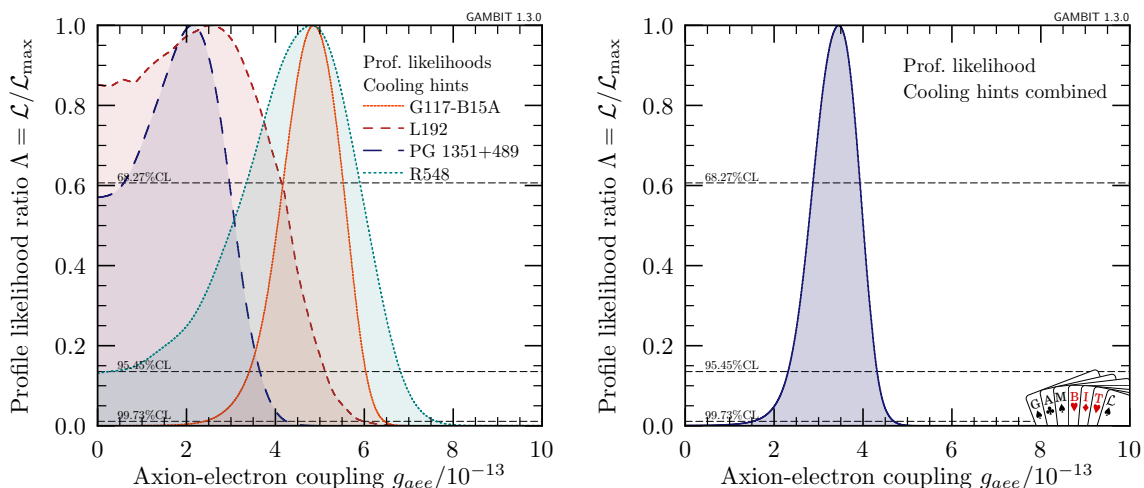 GAMBIT 1.3.0
Profile likelihood ratio Λ = ℒ/ℒmax
1.0
0.8
0.6
0.4
0.2
0.0
Prof. likelihoods
Cooling hints
G117-B15A
L192
PG 1351+489
R548
68.27%CL
95.45%CL
99.73%CL
0 2 4 6 8 10
Axion-electron coupling gaee/10−13
GAMBIT 1.3.0
Profile likelihood ratio Λ = ℒ/ℒmax
1.0
0.8
0.6
0.4
0.2
0.0
Prof. likelihood
Cooling hints combined
68.27%CL
95.45%CL
99.73%CL
G A M B I T ℒ
0 2 4 6 8 10
Axion-electron coupling gaee/10−13